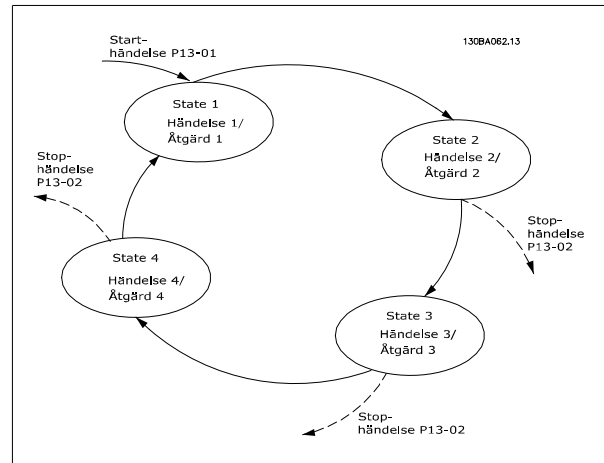 Start-
händelse P13-01
130BA062.13
State 1
Händelse 1/
Åtgärd 1
State 2
Händelse 2/
Åtgärd 2
Stop-
händelse
P13-02
Stop-
händelse
P13-02
State 4
Händelse 4/
Åtgärd 4
State 3
Händelse 3/
Åtgärd 3
Stop-
händelse P13-02